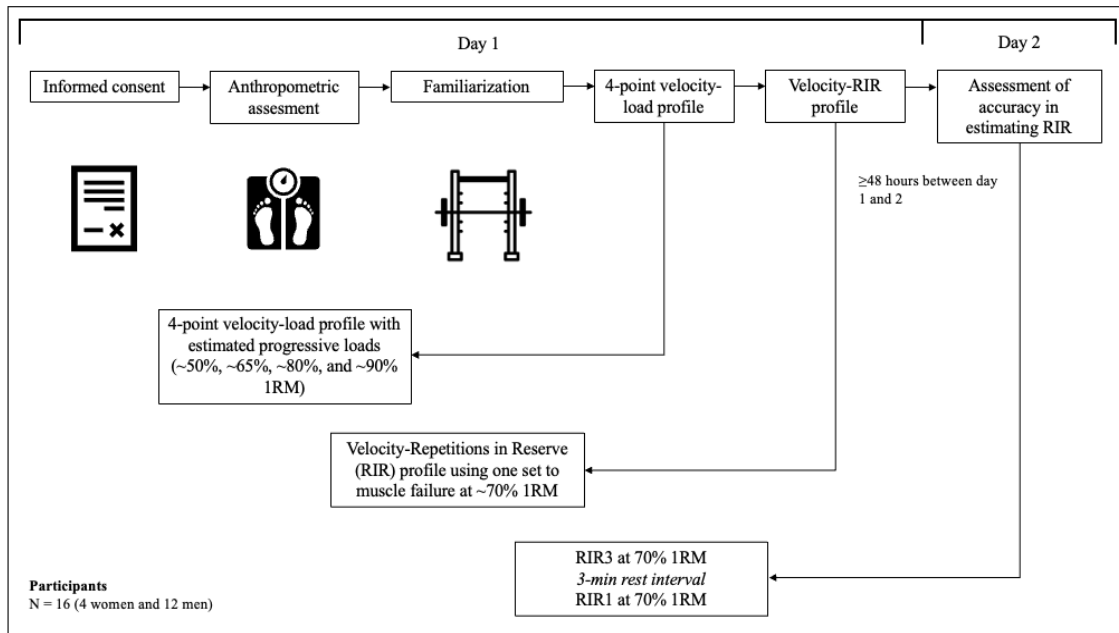 Day 1
Day 2
Informed consent
Anthropometric
assesment
Familiarization
4-point velocity-
load profile
Velocity-RIR
profile
Assessment of
accuracy in
estimating RIR
≥48 hours between day
1 and 2
4-point velocity-load profile with
estimated progressive loads
(~50%, ~65%, ~80%, and ~90%
1RM)
Velocity-Repetitions in Reserve
(RIR) profile using one set to
muscle failure at ~70% 1RM
RIR3 at 70% 1RM
3-min rest interval
RIR1 at 70% 1RM
Participants
N = 16 (4 women and 12 men)